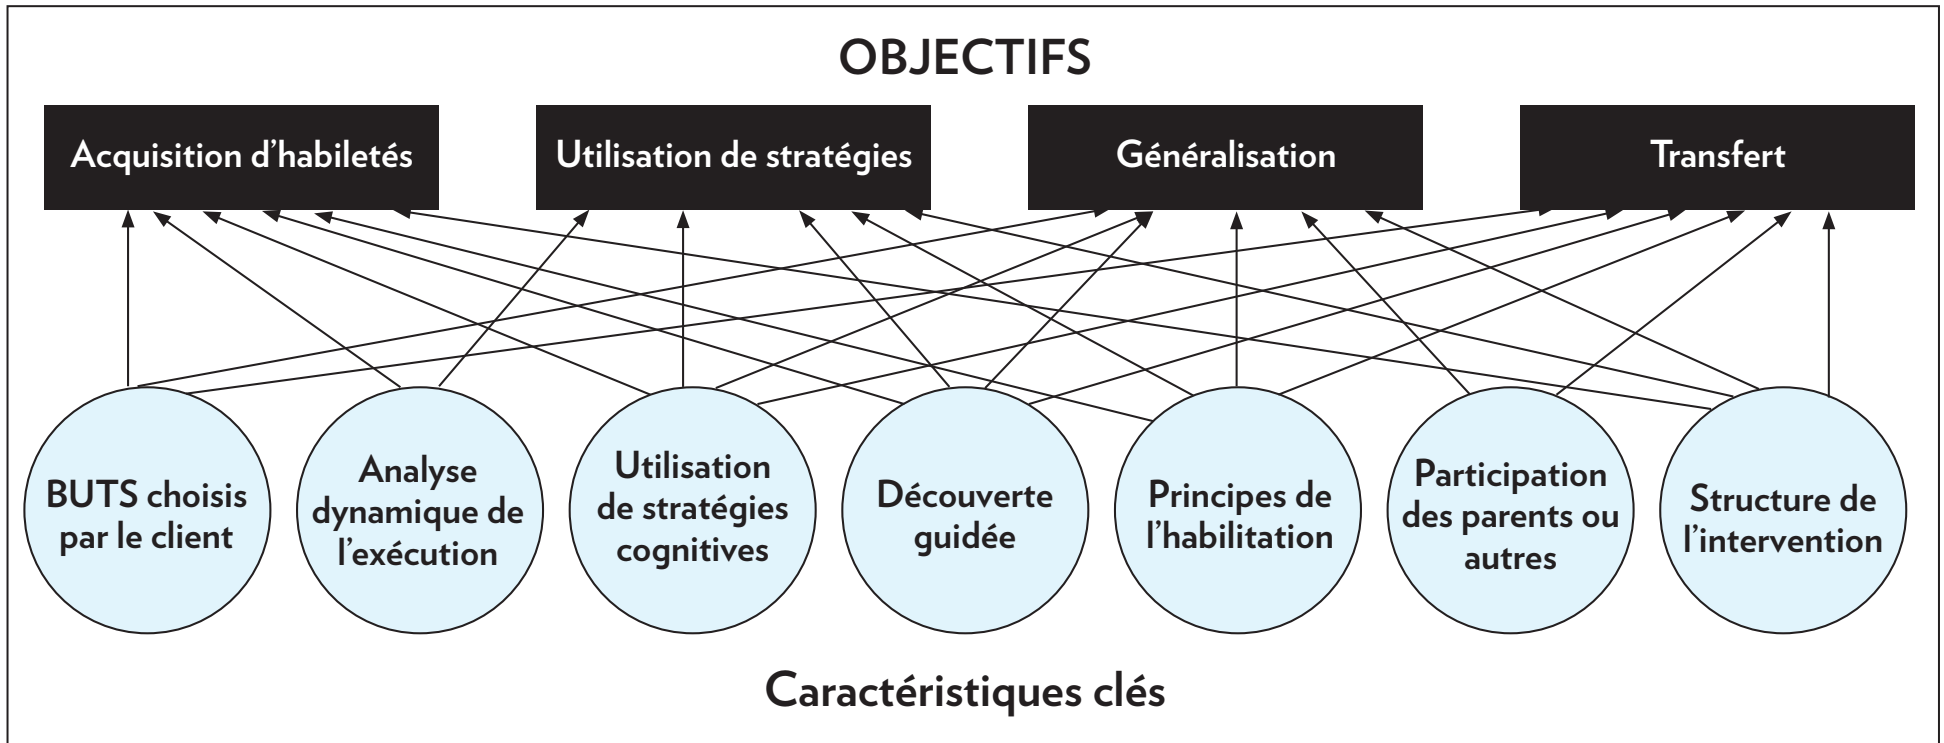 OBJECTIFS
Acquisition d’habiletés
Utilisation de stratégies
Généralisation
Transfert
BUTS choisis
par le client
Analyse
dynamique de
l’exécution
Utilisation
de stratégies
cognitives
Découverte
guidée
Principes de
l’habilitation
Participation
des parents ou
autres
Structure de
l’intervention
Caractéristiques clés